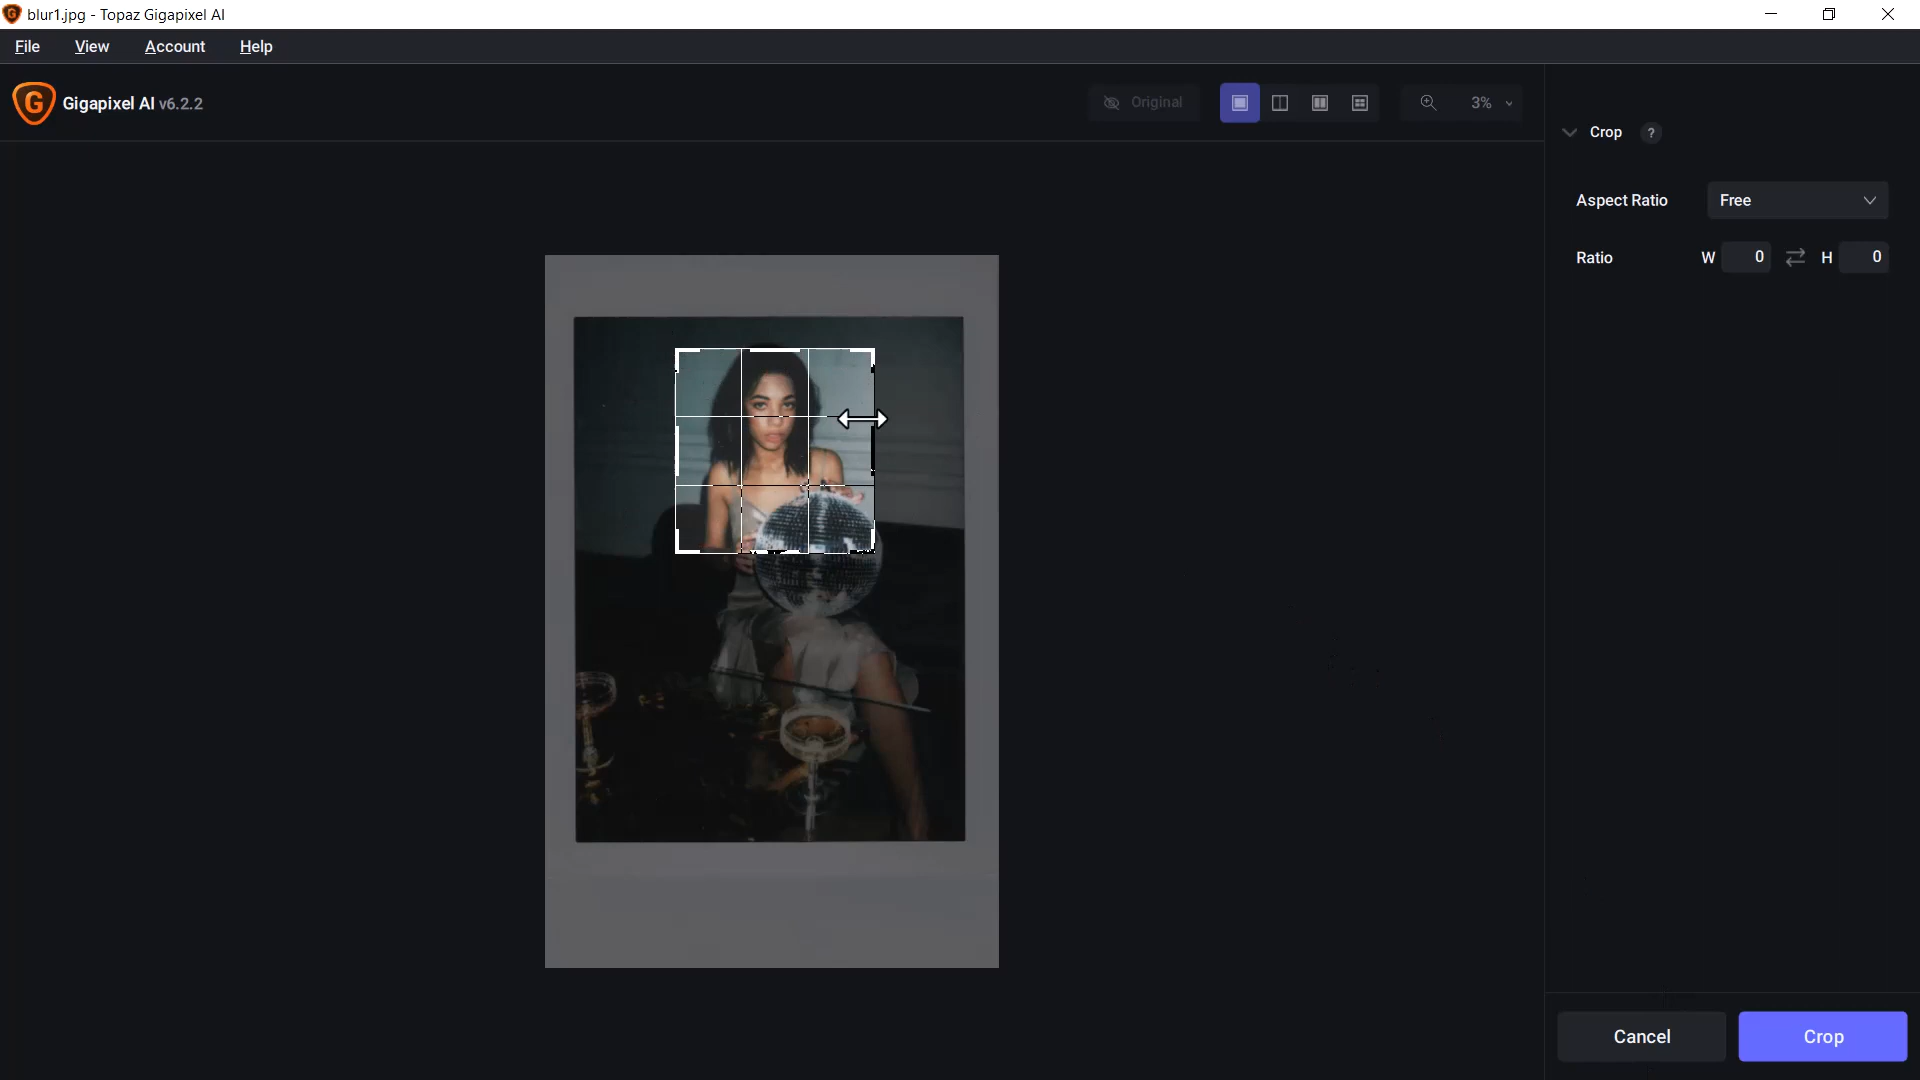 blur1.jpg - Topaz Gigapixel AI
File View Account Help
G Gigapixel AI v6.2.2
Original
3%
Crop ?
Aspect Ratio Free
Ratio W 0 H 0
Cancel Crop